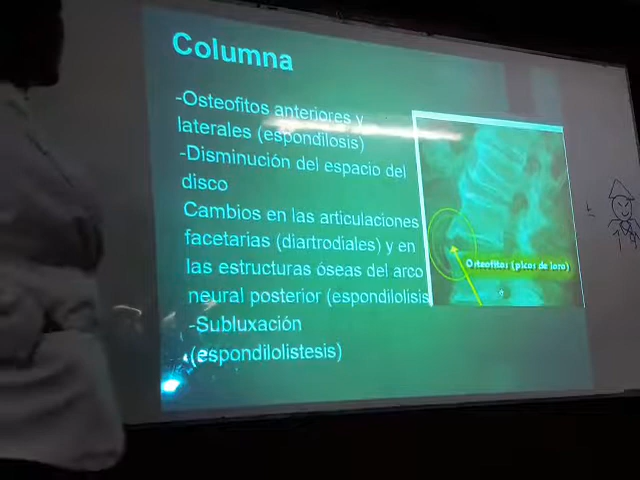 Columna
-Osteofitos anteriores y
laterales (espondilosis)
-Disminución del espacio del
disco
Cambios en las articulaciones
facetarias (diartrodiales) y en
las estructuras óseas del arco
neural posterior (espondilolisis
-Subluxación
(espondilolistesis)
Osteofitos (picos de loro)